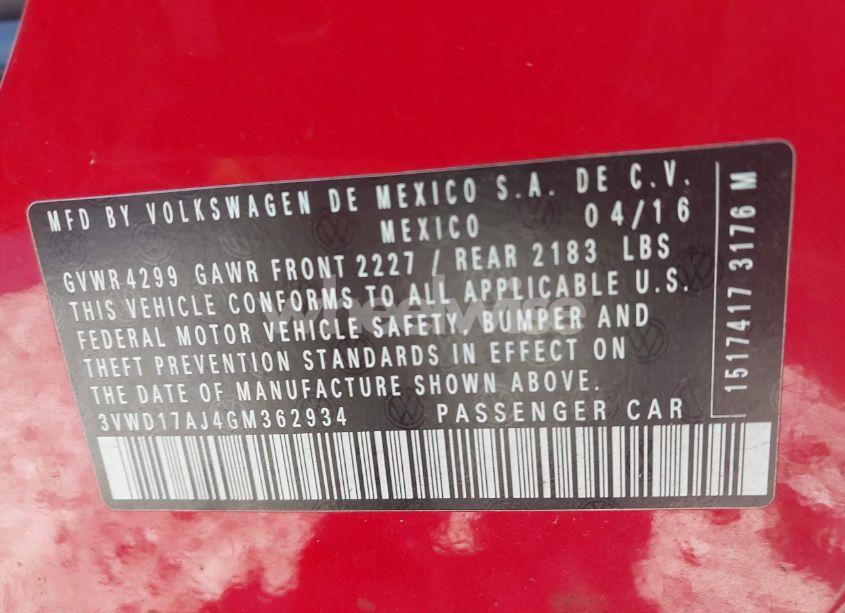 MFD BY VOLKSWAGEN DE MEXICO S.A. DE C.V.
MEXICO 04/16
GVWR 4299 GAWR FRONT 2227 / REAR 2183 LBS
THIS VEHICLE CONFORMS TO ALL APPLICABLE U.S.
FEDERAL MOTOR VEHICLE SAFETY, BUMPER AND
THEFT PREVENTION STANDARDS IN EFFECT ON
THE DATE OF MANUFACTURE SHOWN ABOVE.
3VWD17AJ4GM362934 PASSENGER CAR
1517417 3176 M